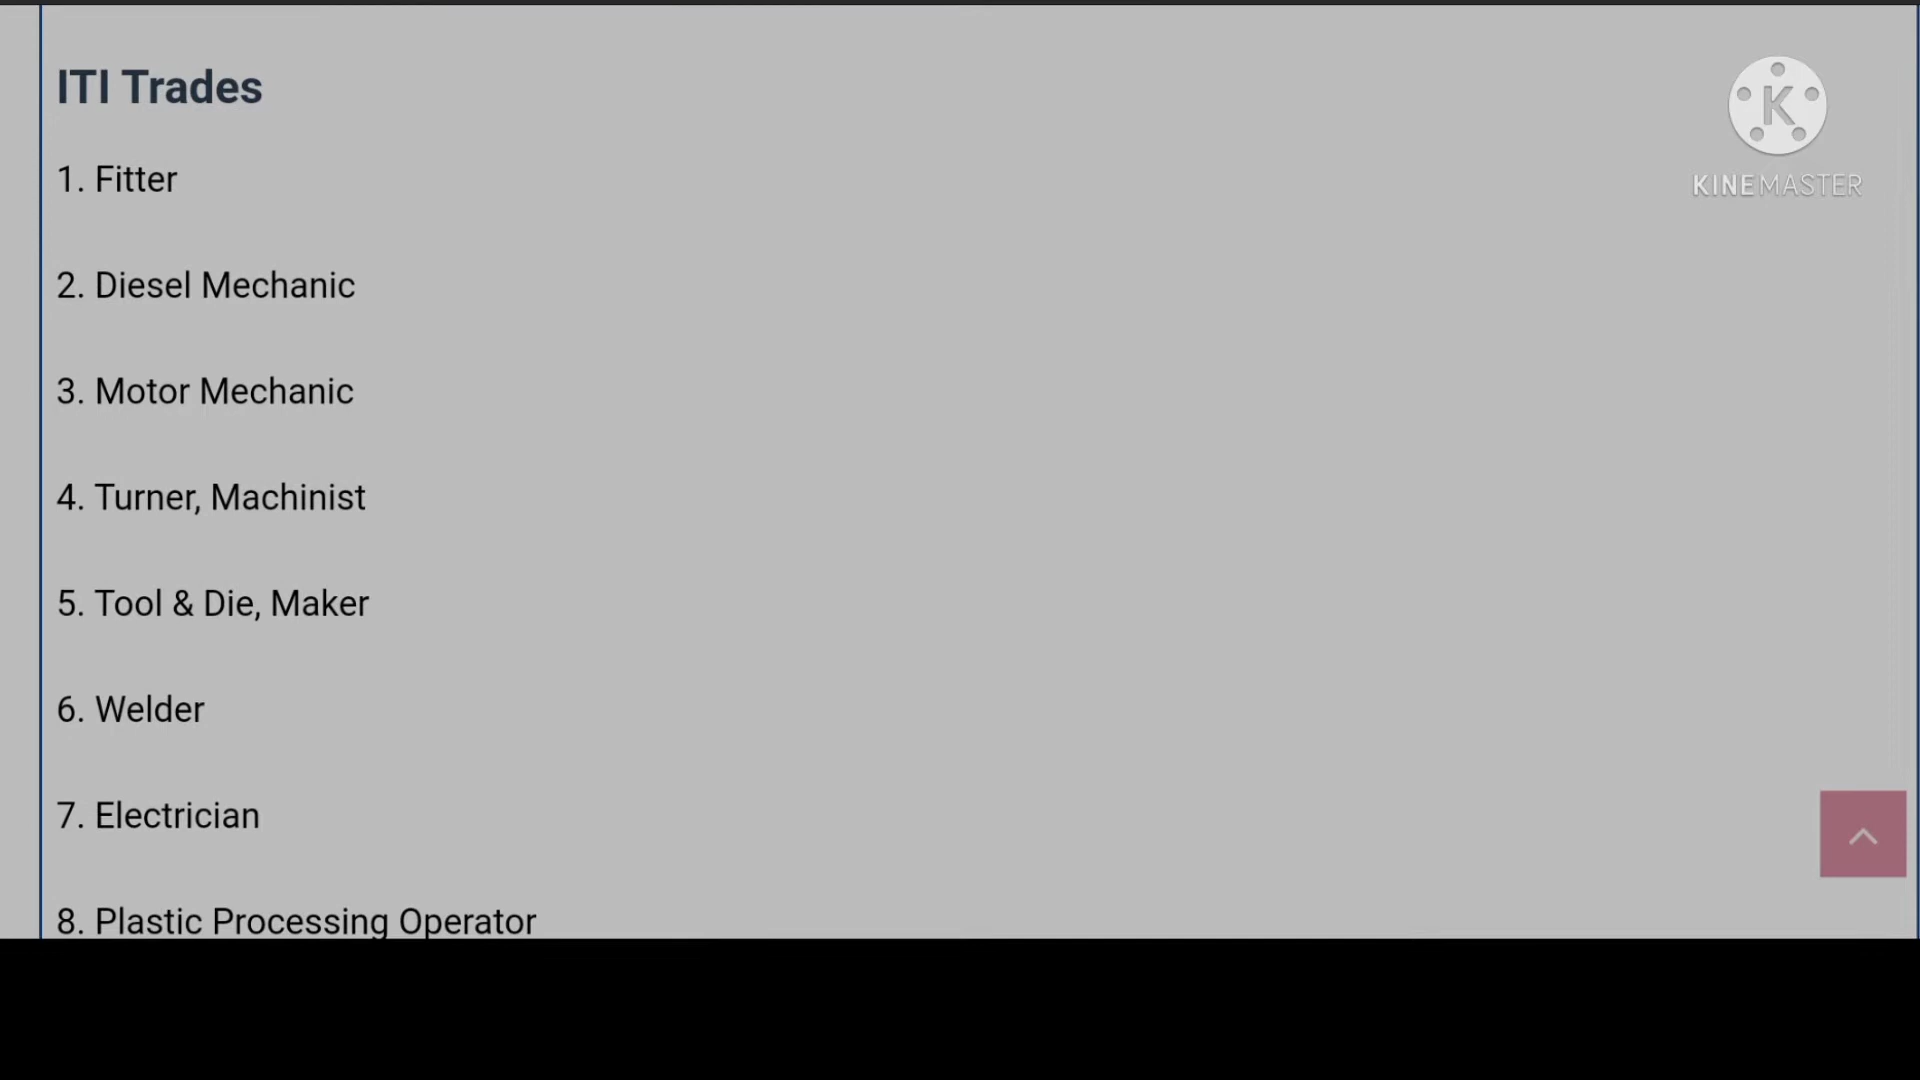 ITI Trades
KINEMASTER
1. Fitter
2. Diesel Mechanic
3. Motor Mechanic
4. Turner, Machinist
5. Tool & Die, Maker
6. Welder
7. Electrician
8. Plastic Processing Operator